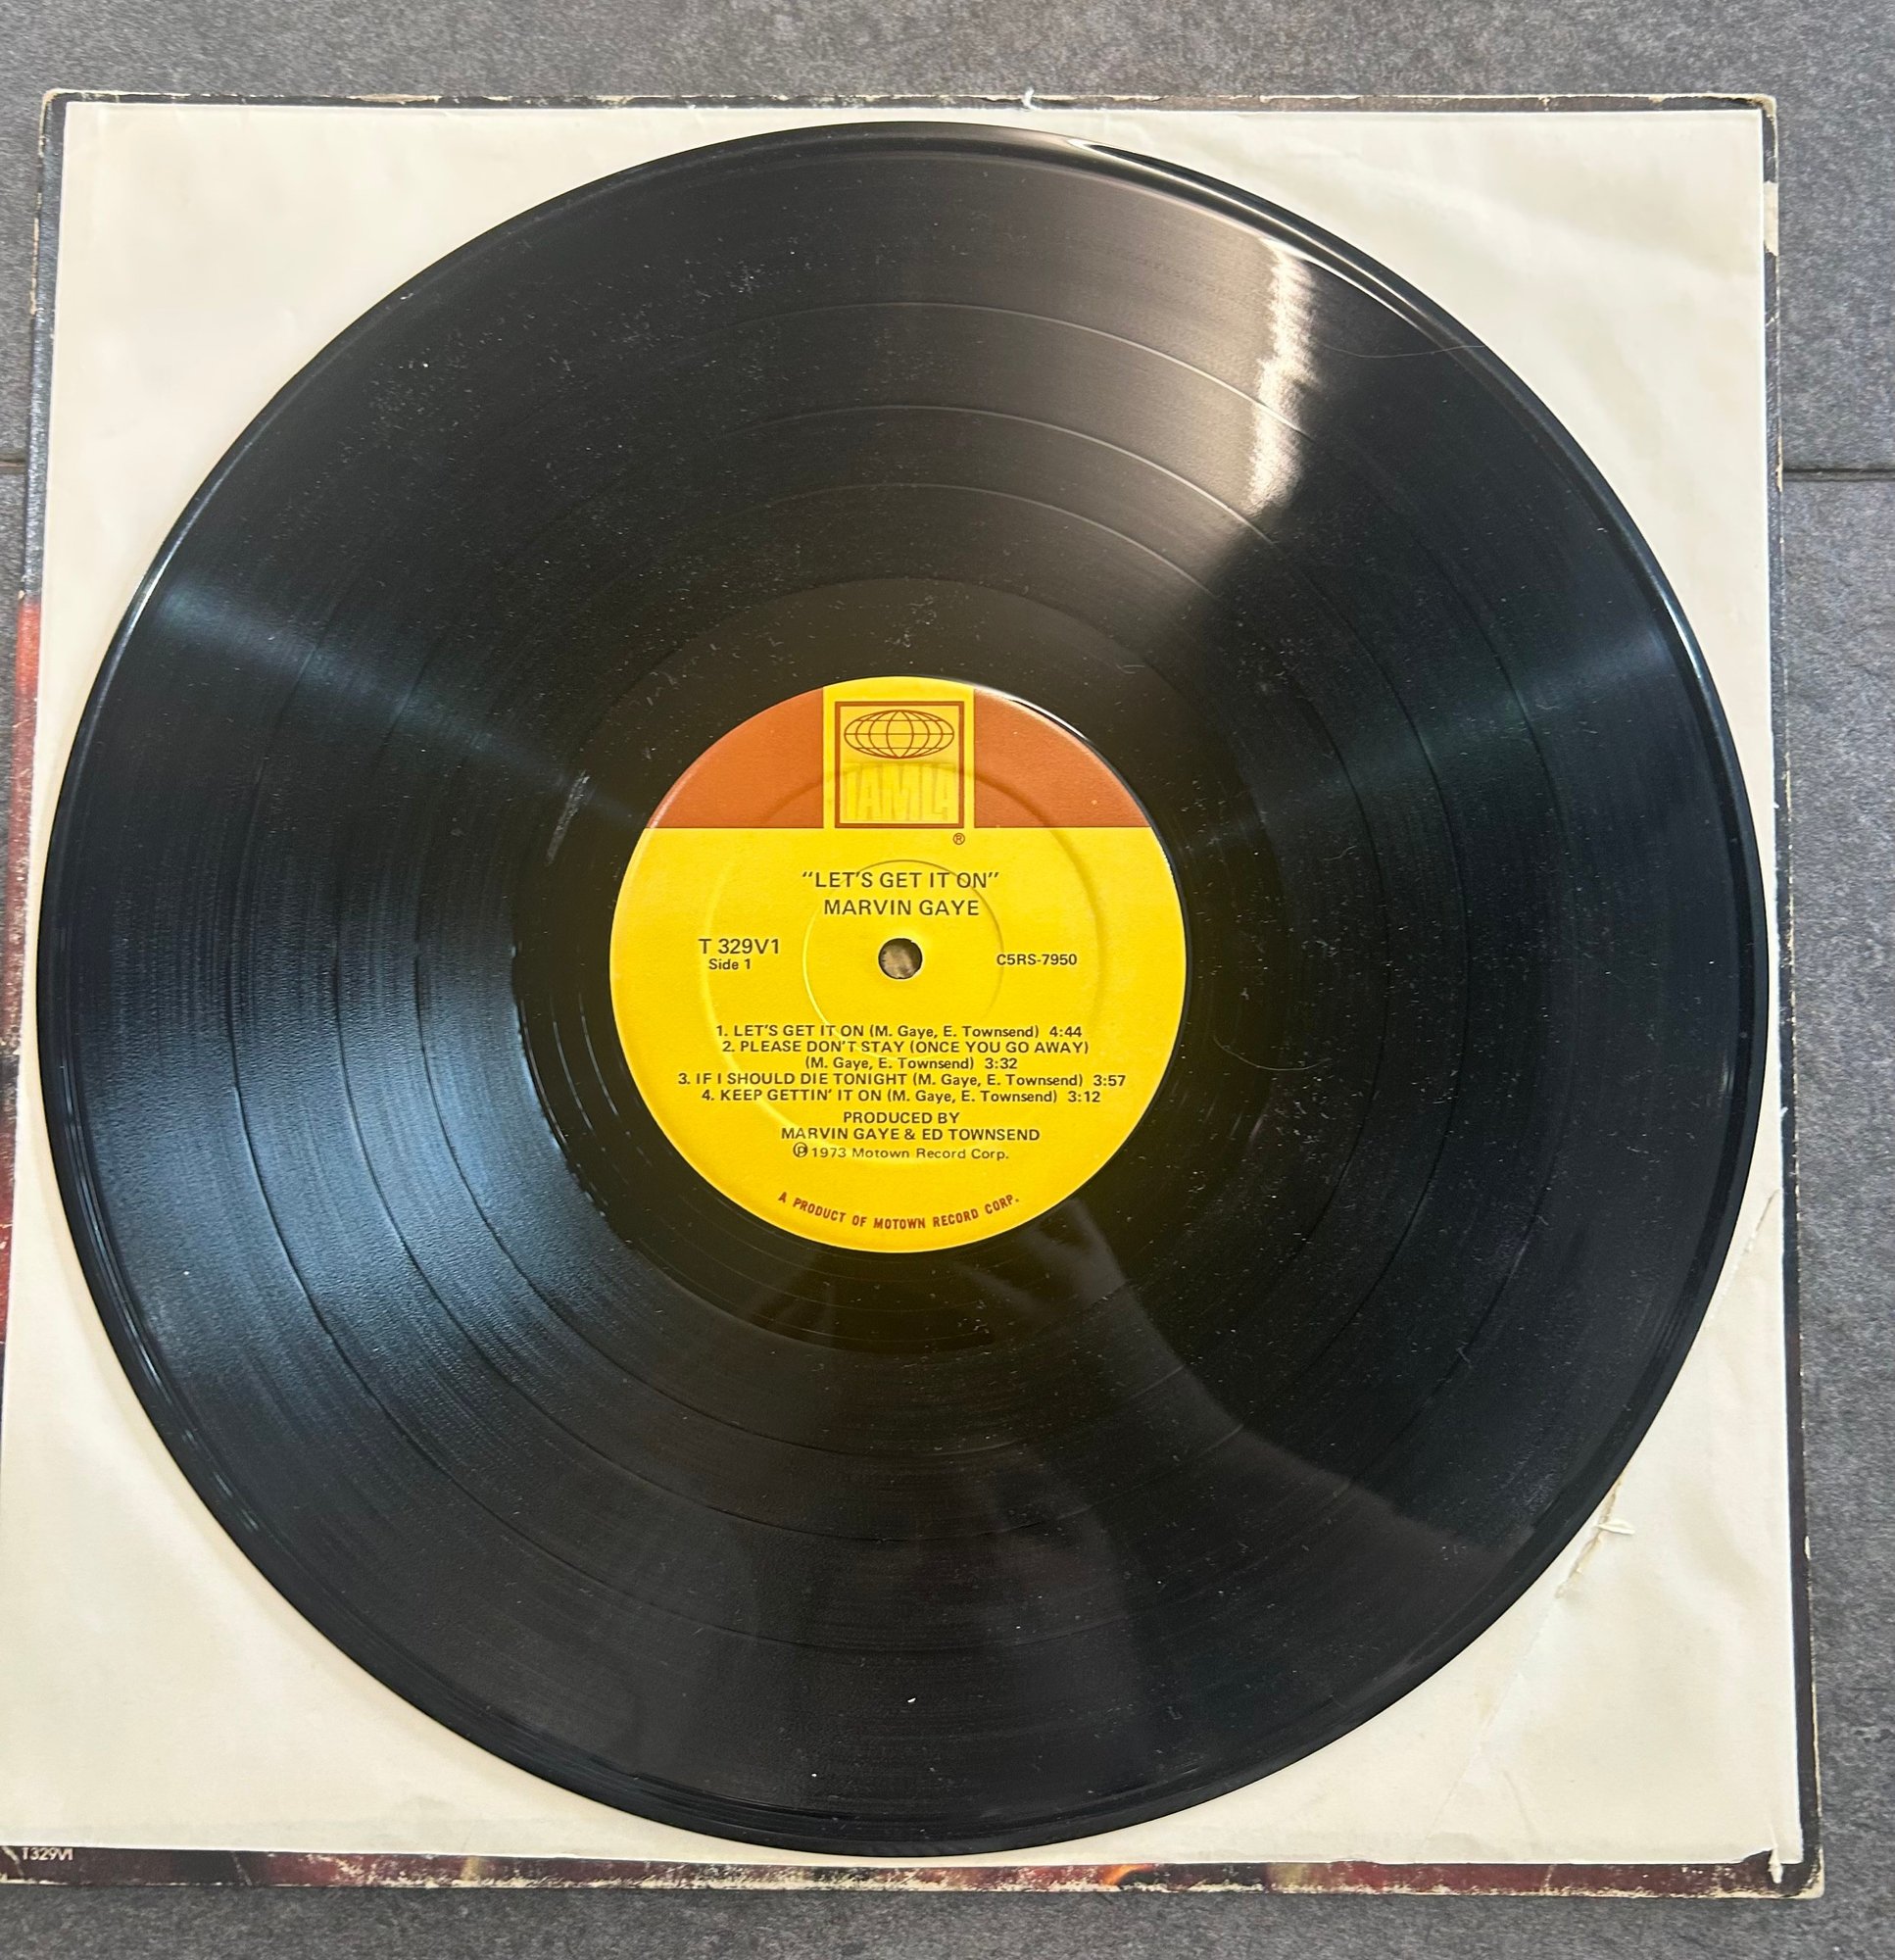 TAMLA
®
"LET'S GET IT ON"
MARVIN GAYE
T 329V1
Side 1
C5RS-7950
1. LET'S GET IT ON (M. Gaye, E. Townsend) 4:44
2. PLEASE DON'T STAY (ONCE YOU GO AWAY)
(M. Gaye, E. Townsend) 3:32
3. IF I SHOULD DIE TONIGHT (M. Gaye, E. Townsend) 3:57
4. KEEP GETTIN' IT ON (M. Gaye, E. Townsend) 3:12
PRODUCED BY
MARVIN GAYE & ED TOWNSEND
℗ 1973 Motown Record Corp.
A PRODUCT OF MOTOWN RECORD CORP.
T329V1